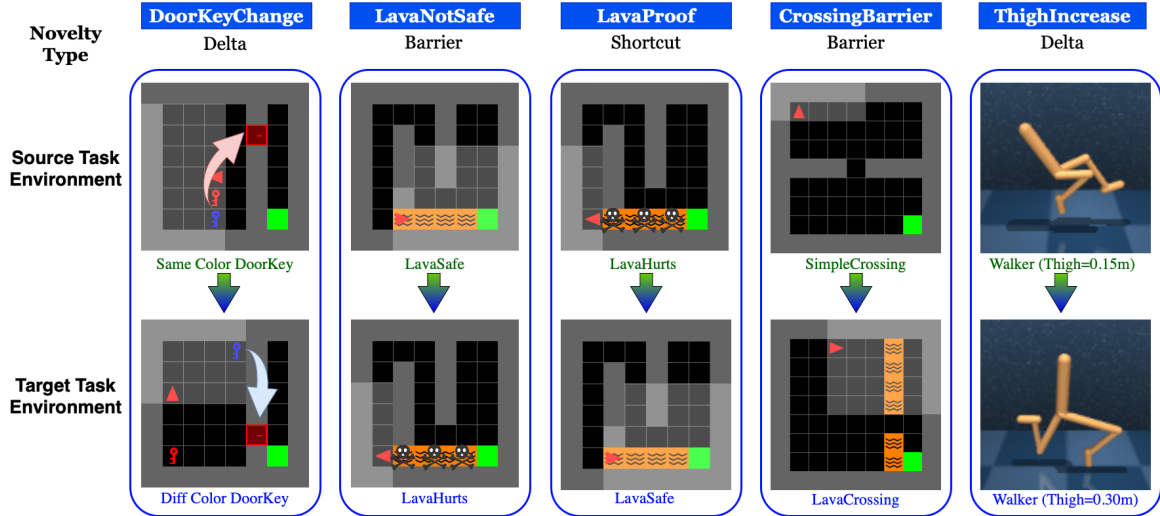 Novelty
Type
DoorKeyChange
Delta
LavaNotSafe
Barrier
LavaProof
Shortcut
CrossingBarrier
Barrier
ThighIncrease
Delta
Source Task
Environment
Same Color DoorKey
LavaSafe
LavaHurts
SimpleCrossing
Walker (Thigh=0.15m)
Target Task
Environment
Diff Color DoorKey
LavaHurts
LavaSafe
LavaCrossing
Walker (Thigh=0.30m)